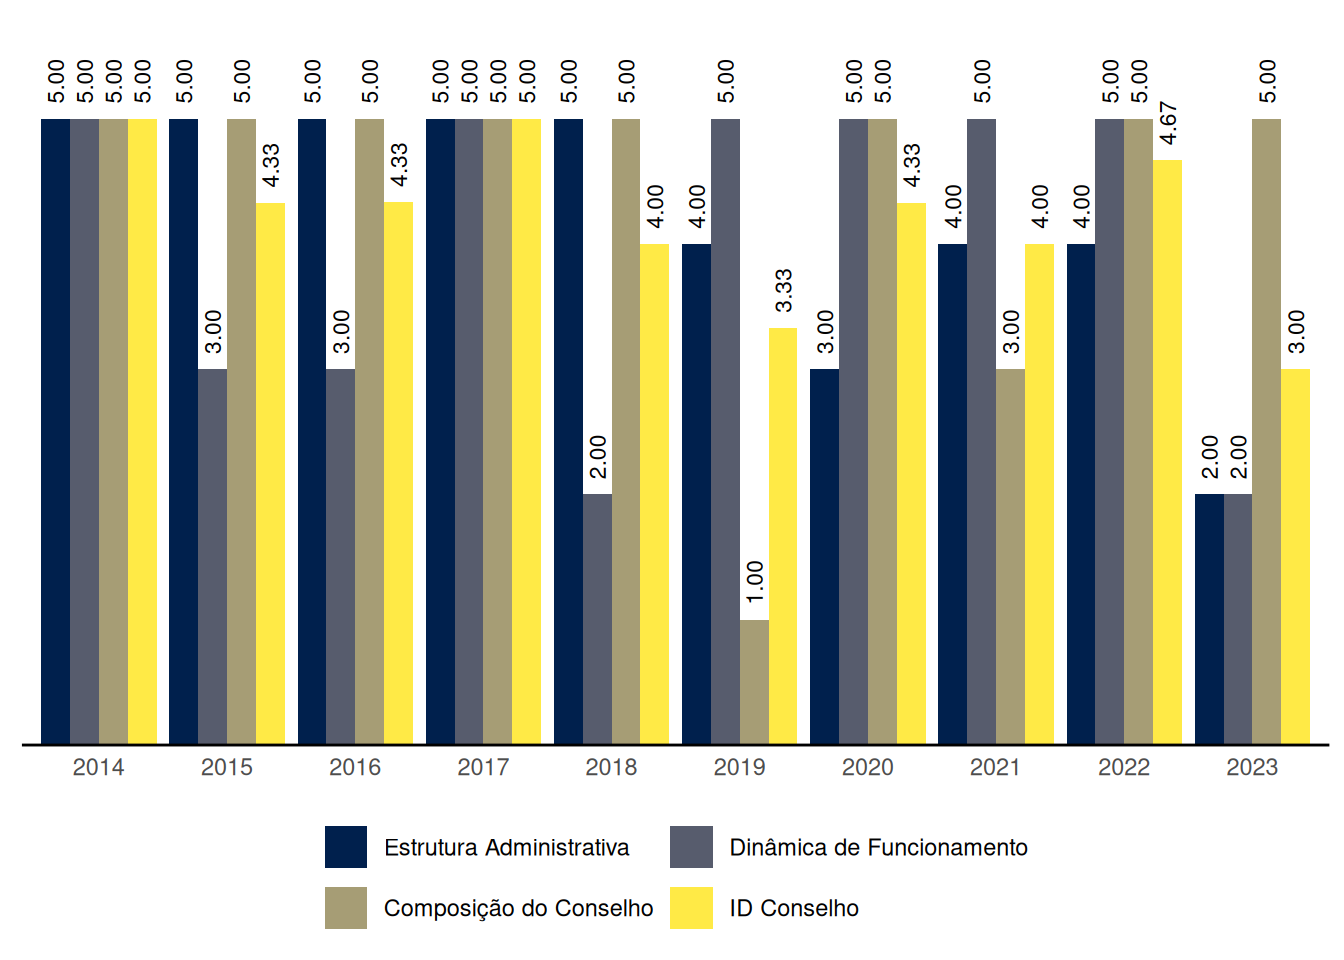 5.00 5.00 5.00 5.00 5.00 3.00 5.00 4.33 5.00 3.00 5.00 4.33 5.00 5.00 5.00 5.00 5.00 2.00 5.00 4.00 4.00 5.00 1.00 3.33 3.00 5.00 5.00 4.33 4.00 5.00 3.00 4.00 4.00 5.00 5.00 4.67 2.00 2.00 5.00 3.00
2014 2015 2016 2017 2018 2019 2020 2021 2022 2023
Estrutura Administrativa Dinâmica de Funcionamento
Composição do Conselho ID Conselho